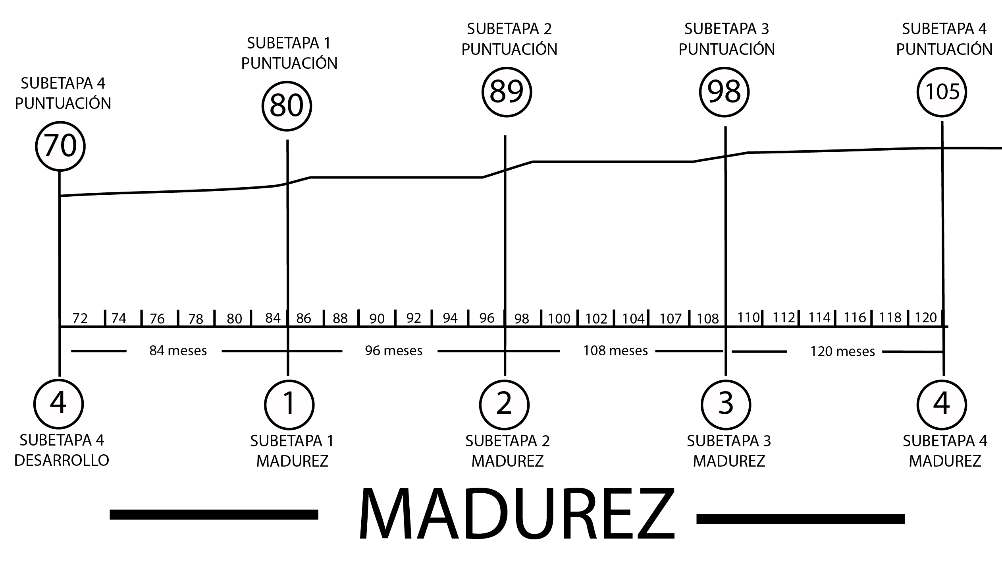 SUBETAPA 4
PUNTUACIÓN
70
SUBETAPA 1
PUNTUACIÓN
80
SUBETAPA 2
PUNTUACIÓN
89
SUBETAPA 3
PUNTUACIÓN
98
SUBETAPA 4
PUNTUACIÓN
105
72 74 76 78 80 84 86 88 90 92 94 96 98 100 102 104 107 108 110 112 114 116 118 120
84 meses 96 meses 108 meses 120 meses
4
SUBETAPA 4
DESARROLLO
1
SUBETAPA 1
MADUREZ
2
SUBETAPA 2
MADUREZ
3
SUBETAPA 3
MADUREZ
4
SUBETAPA 4
MADUREZ
MADUREZ